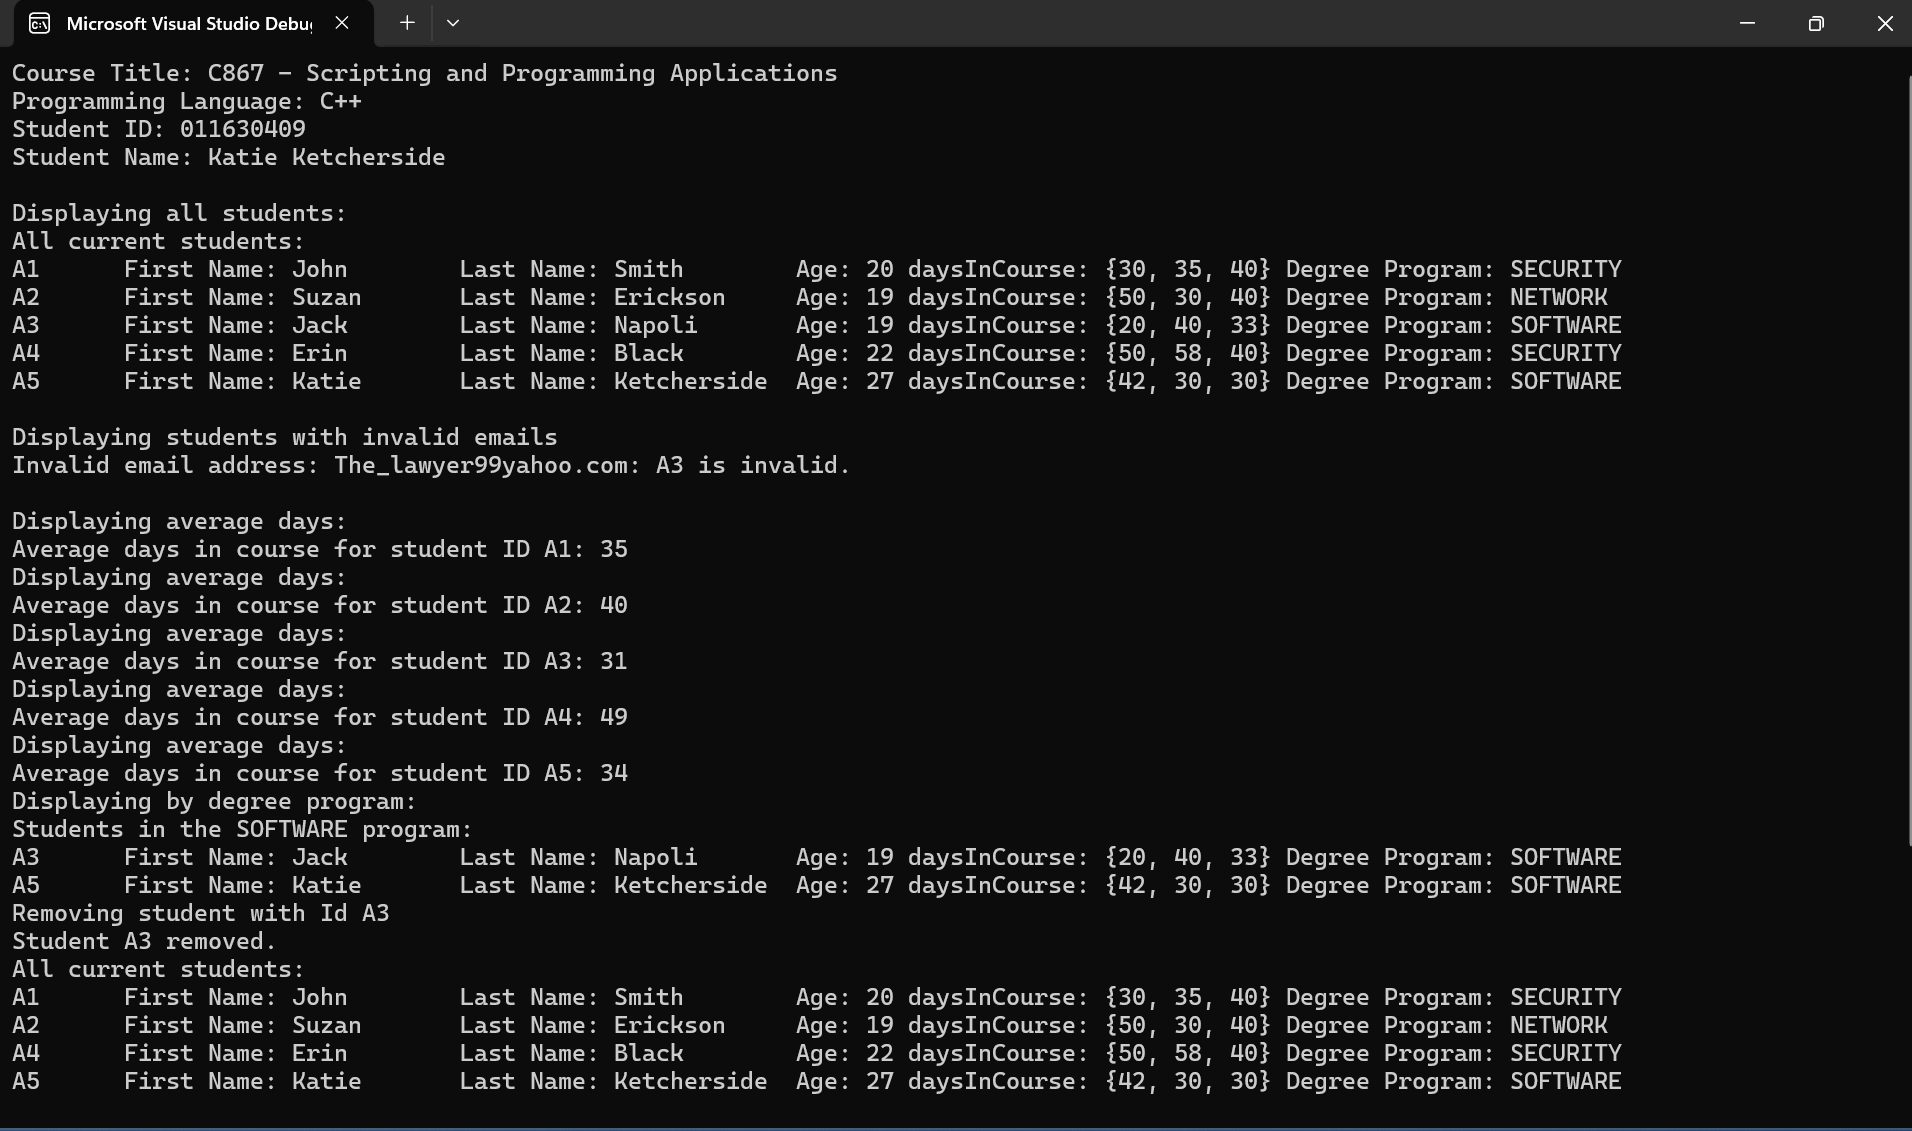 Microsoft Visual Studio Debu
Course Title: C867 - Scripting and Programming Applications
Programming Language: C++
Student ID: 011630409
Student Name: Katie Ketcherside
Displaying all students:
All current students:
A1 First Name: John Last Name: Smith Age: 20 daysInCourse: {30, 35, 40} Degree Program: SECURITY
A2 First Name: Suzan Last Name: Erickson Age: 19 daysInCourse: {50, 30, 40} Degree Program: NETWORK
A3 First Name: Jack Last Name: Napoli Age: 19 daysInCourse: {20, 40, 33} Degree Program: SOFTWARE
A4 First Name: Erin Last Name: Black Age: 22 daysInCourse: {50, 58, 40} Degree Program: SECURITY
A5 First Name: Katie Last Name: Ketcherside Age: 27 daysInCourse: {42, 30, 30} Degree Program: SOFTWARE
Displaying students with invalid emails
Invalid email address: The_lawyer99yahoo.com: A3 is invalid.
Displaying average days:
Average days in course for student ID A1: 35
Displaying average days:
Average days in course for student ID A2: 40
Displaying average days:
Average days in course for student ID A3: 31
Displaying average days:
Average days in course for student ID A4: 49
Displaying average days:
Average days in course for student ID A5: 34
Displaying by degree program:
Students in the SOFTWARE program:
A3 First Name: Jack Last Name: Napoli Age: 19 daysInCourse: {20, 40, 33} Degree Program: SOFTWARE
A5 First Name: Katie Last Name: Ketcherside Age: 27 daysInCourse: {42, 30, 30} Degree Program: SOFTWARE
Removing student with Id A3
Student A3 removed.
All current students:
A1 First Name: John Last Name: Smith Age: 20 daysInCourse: {30, 35, 40} Degree Program: SECURITY
A2 First Name: Suzan Last Name: Erickson Age: 19 daysInCourse: {50, 30, 40} Degree Program: NETWORK
A4 First Name: Erin Last Name: Black Age: 22 daysInCourse: {50, 58, 40} Degree Program: SECURITY
A5 First Name: Katie Last Name: Ketcherside Age: 27 daysInCourse: {42, 30, 30} Degree Program: SOFTWARE